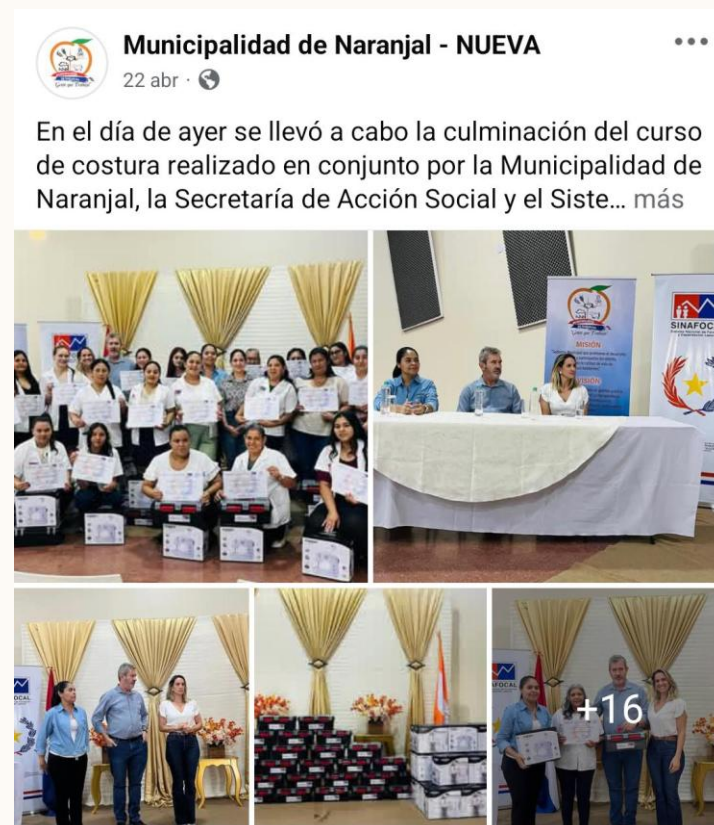 Municipalidad de Naranjal - NUEVA
22 abr ·
En el día de ayer se llevó a cabo la culminación del curso
de costura realizado en conjunto por la Municipalidad de
Naranjal, la Secretaría de Acción Social y el Siste... más
MISIÓN
VISIÓN
SINAFOCAL
+16